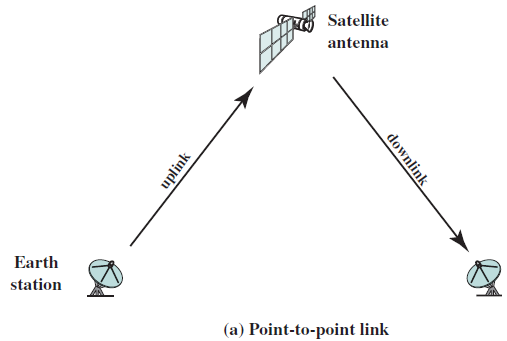 Satellite
antenna
uplink
downlink
Earth
station
(a) Point-to-point link